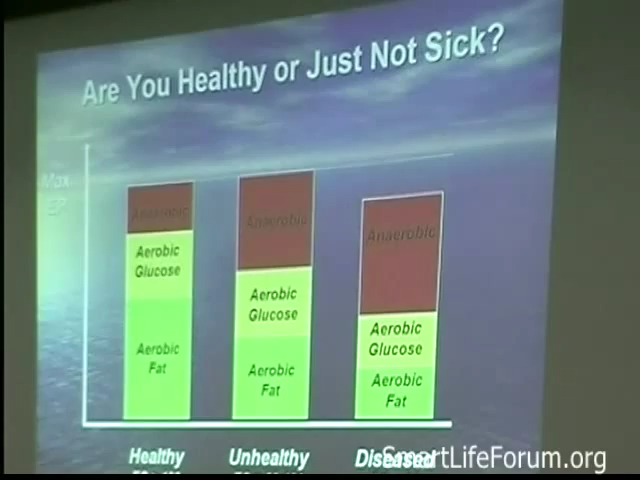 Are You Healthy or Just Not Sick?
Max
EP
Anaerobic
Aerobic
Glucose
Aerobic
Fat
Anaerobic
Aerobic
Glucose
Aerobic
Fat
Anaerobic
Aerobic
Glucose
Aerobic
Fat
Healthy
Unhealthy
Diseased
SmartLifeForum.org